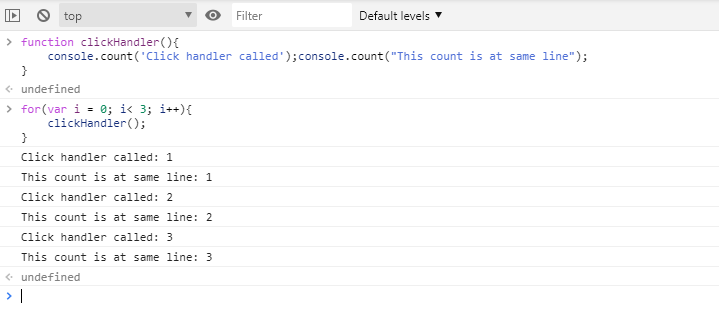 top Filter Default levels
function clickHandler(){
console.count('Click handler called');console.count("This count is at same line");
}
undefined
for(var i = 0; i< 3; i++){
clickHandler();
}
Click handler called: 1
This count is at same line: 1
Click handler called: 2
This count is at same line: 2
Click handler called: 3
This count is at same line: 3
undefined